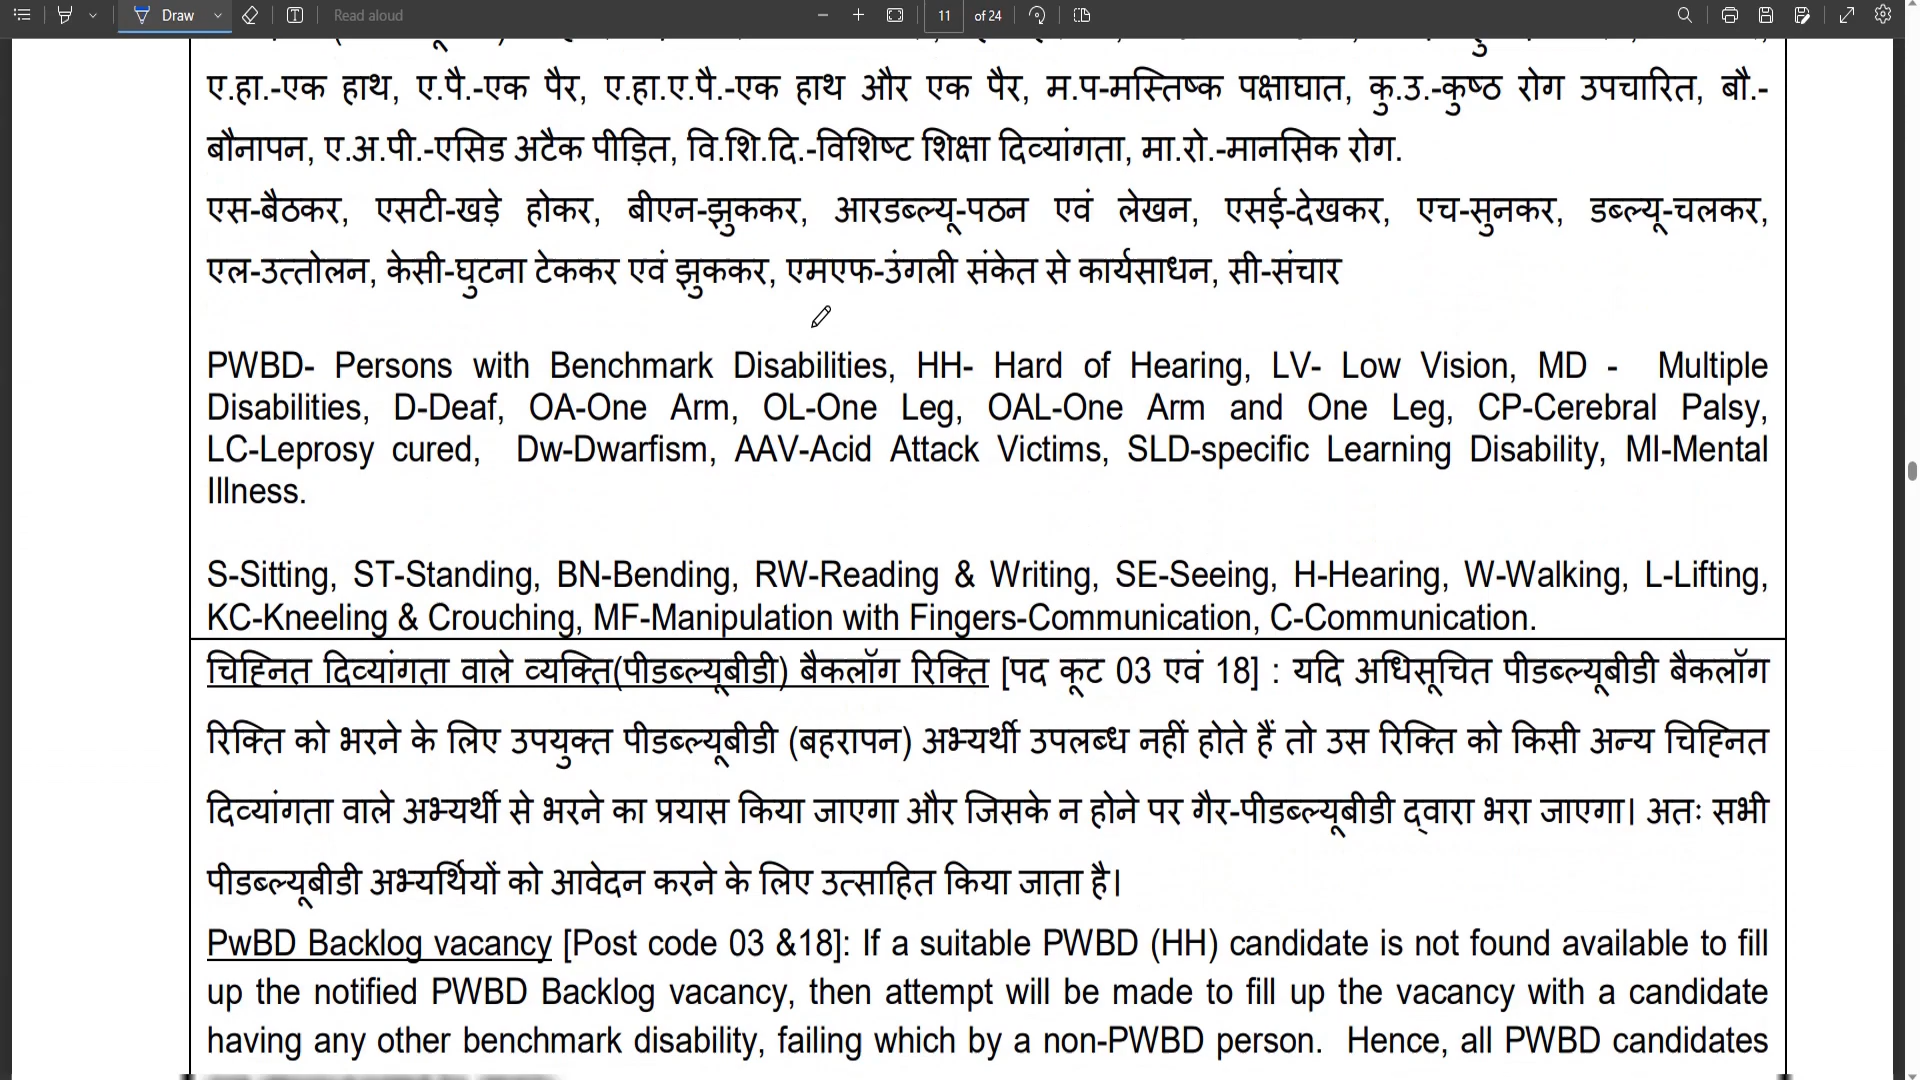 Draw
Read aloud
11 of 24
ए.हा.-एक हाथ, ए.पै.-एक पैर, ए.हा.ए.पै.-एक हाथ और एक पैर, म.प-मस्तिष्क पक्षाघात, कु.उ.-कुष्ठ रोग उपचारित, बौ.-
बौनापन, ए.अ.पी.-एसिड अटैक पीड़ित, वि.शि.दि.-विशिष्ट शिक्षा दिव्यांगता, मा.रो.-मानसिक रोग.
एस-बैठकर, एसटी-खड़े होकर, बीएन-झुककर, आरडब्ल्यू-पठन एवं लेखन, एसई-देखकर, एच-सुनकर, डब्ल्यू-चलकर,
एल-उत्तोलन, केसी-घुटना टेककर एवं झुककर, एमएफ-उंगली संकेत से कार्यसाधन, सी-संचार
PWBD- Persons with Benchmark Disabilities, HH- Hard of Hearing, LV- Low Vision, MD - Multiple
Disabilities, D-Deaf, OA-One Arm, OL-One Leg, OAL-One Arm and One Leg, CP-Cerebral Palsy,
LC-Leprosy cured, Dw-Dwarfism, AAV-Acid Attack Victims, SLD-specific Learning Disability, MI-Mental
Illness.
S-Sitting, ST-Standing, BN-Bending, RW-Reading & Writing, SE-Seeing, H-Hearing, W-Walking, L-Lifting,
KC-Kneeling & Crouching, MF-Manipulation with Fingers-Communication, C-Communication.
चिह्नित दिव्यांगता वाले व्यक्ति(पीडब्ल्यूबीडी) बैकलॉग रिक्ति [पद कूट 03 एवं 18] : यदि अधिसूचित पीडब्ल्यूबीडी बैकलॉग
रिक्ति को भरने के लिए उपयुक्त पीडब्ल्यूबीडी (बहरापन) अभ्यर्थी उपलब्ध नहीं होते हैं तो उस रिक्ति को किसी अन्य चिह्नित
दिव्यांगता वाले अभ्यर्थी से भरने का प्रयास किया जाएगा और जिसके न होने पर गैर-पीडब्ल्यूबीडी द्वारा भरा जाएगा। अतः सभी
पीडब्ल्यूबीडी अभ्यर्थियों को आवेदन करने के लिए उत्साहित किया जाता है।
PwBD Backlog vacancy [Post code 03 &18]: If a suitable PWBD (HH) candidate is not found available to fill
up the notified PWBD Backlog vacancy, then attempt will be made to fill up the vacancy with a candidate
having any other benchmark disability, failing which by a non-PWBD person. Hence, all PWBD candidates